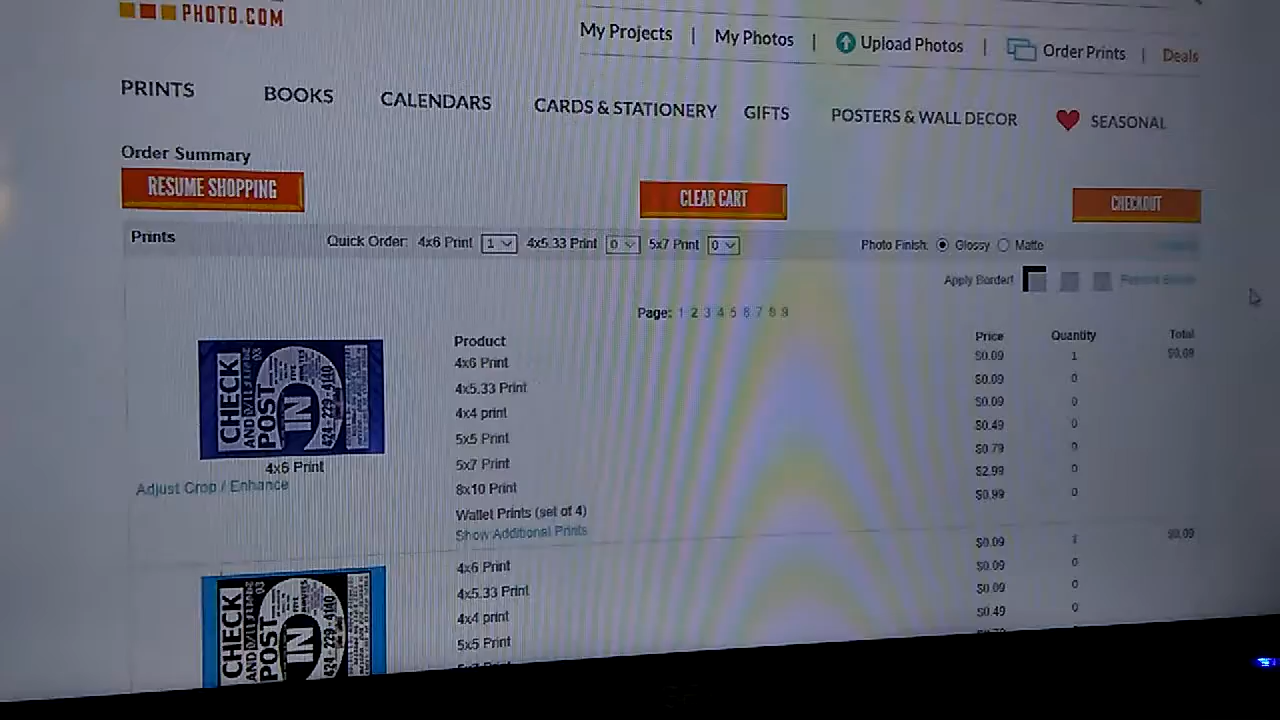 PHOTO.COM
My Projects | My Photos | Upload Photos | Order Prints | Deals
PRINTS BOOKS CALENDARS CARDS & STATIONERY GIFTS POSTERS & WALL DECOR SEASONAL
Order Summary
RESUME SHOPPING CLEAR CART CHECKOUT
Prints Quick Order: 4x6 Print 1 4x5.33 Print 0 5x7 Print 0 Photo Finish: Glossy Matte
Apply Border!
Page: 1 2 3 4 5 6 7 8 9
Product Price Quantity Total
4x6 Print $0.09 1 $0.09
4x5.33 Print $0.09 0
4x4 print $0.09 0
5x5 Print $0.49 0
5x7 Print $0.79 0
8x10 Print $2.99 0
Wallet Prints (set of 4) $0.99 0
Show Additional Prints
CHECK
AND
POST
IN
424-229-4140
4x6 Print
Adjust Crop / Enhance
4x6 Print $0.09 1 $0.09
4x5.33 Print $0.09 0
4x4 print $0.09 0
5x5 Print $0.49 0
CHECK
AND
POST
IN
424-229-4140